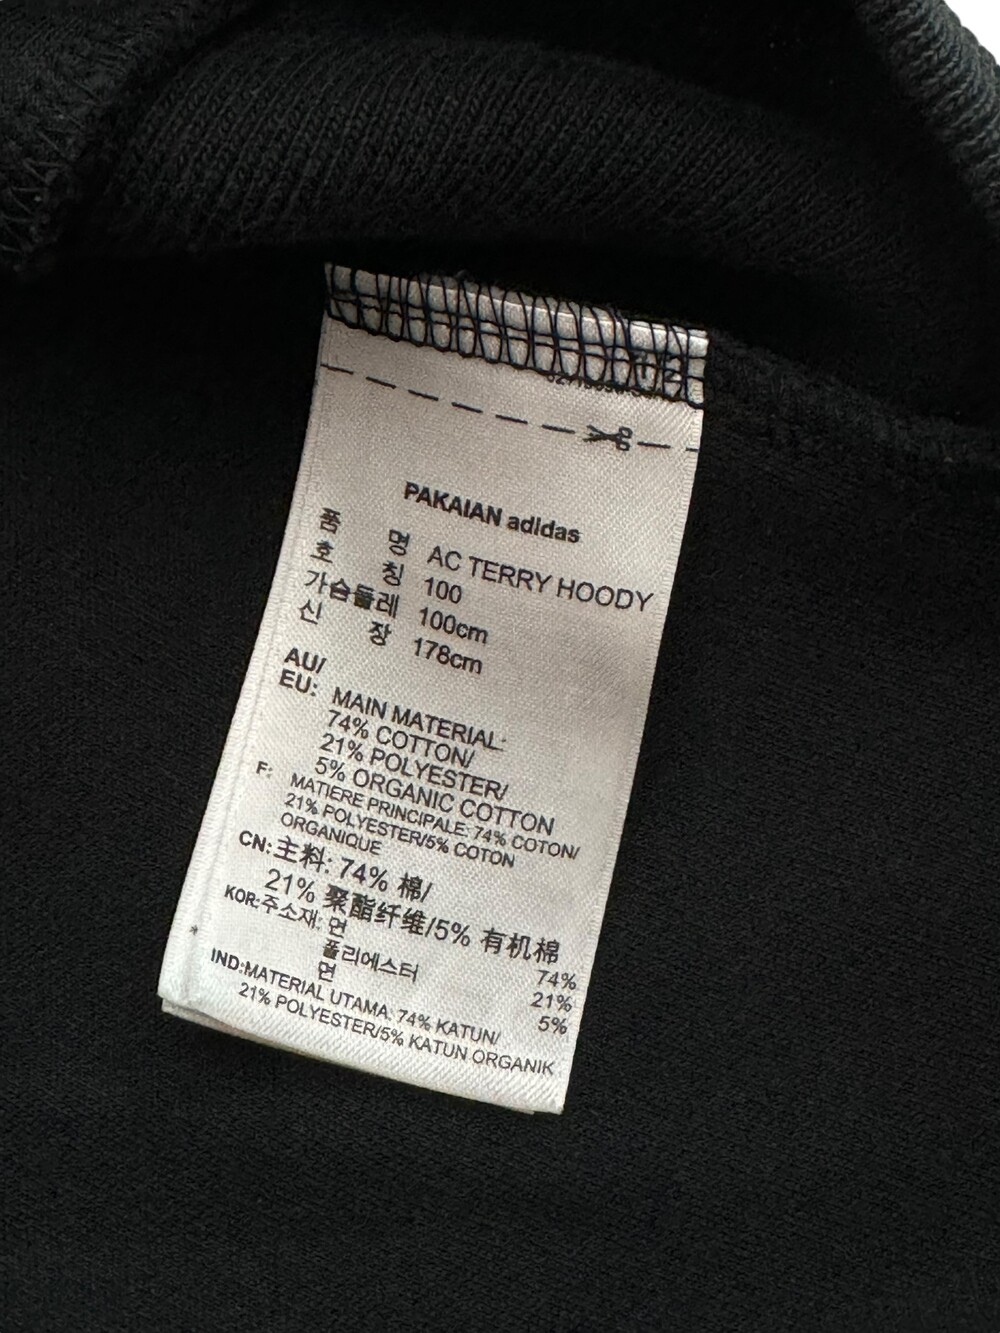 PAKAIAN adidas
품 명 AC TERRY HOODY
호 칭 100
가슴둘레 100cm
신 장 178cm
AU/
EU: MAIN MATERIAL:
74% COTTON/
21% POLYESTER/
5% ORGANIC COTTON
F: MATIERE PRINCIPALE: 74% COTON/
21% POLYESTER/5% COTON
ORGANIQUE
CN:主料: 74% 棉/
21% 聚酯纤维/5% 有机棉
KOR:주소재: 면 74%
폴리에스터 21%
면 5%
*
IND:MATERIAL UTAMA: 74% KATUN/
21% POLYESTER/5% KATUN ORGANIK